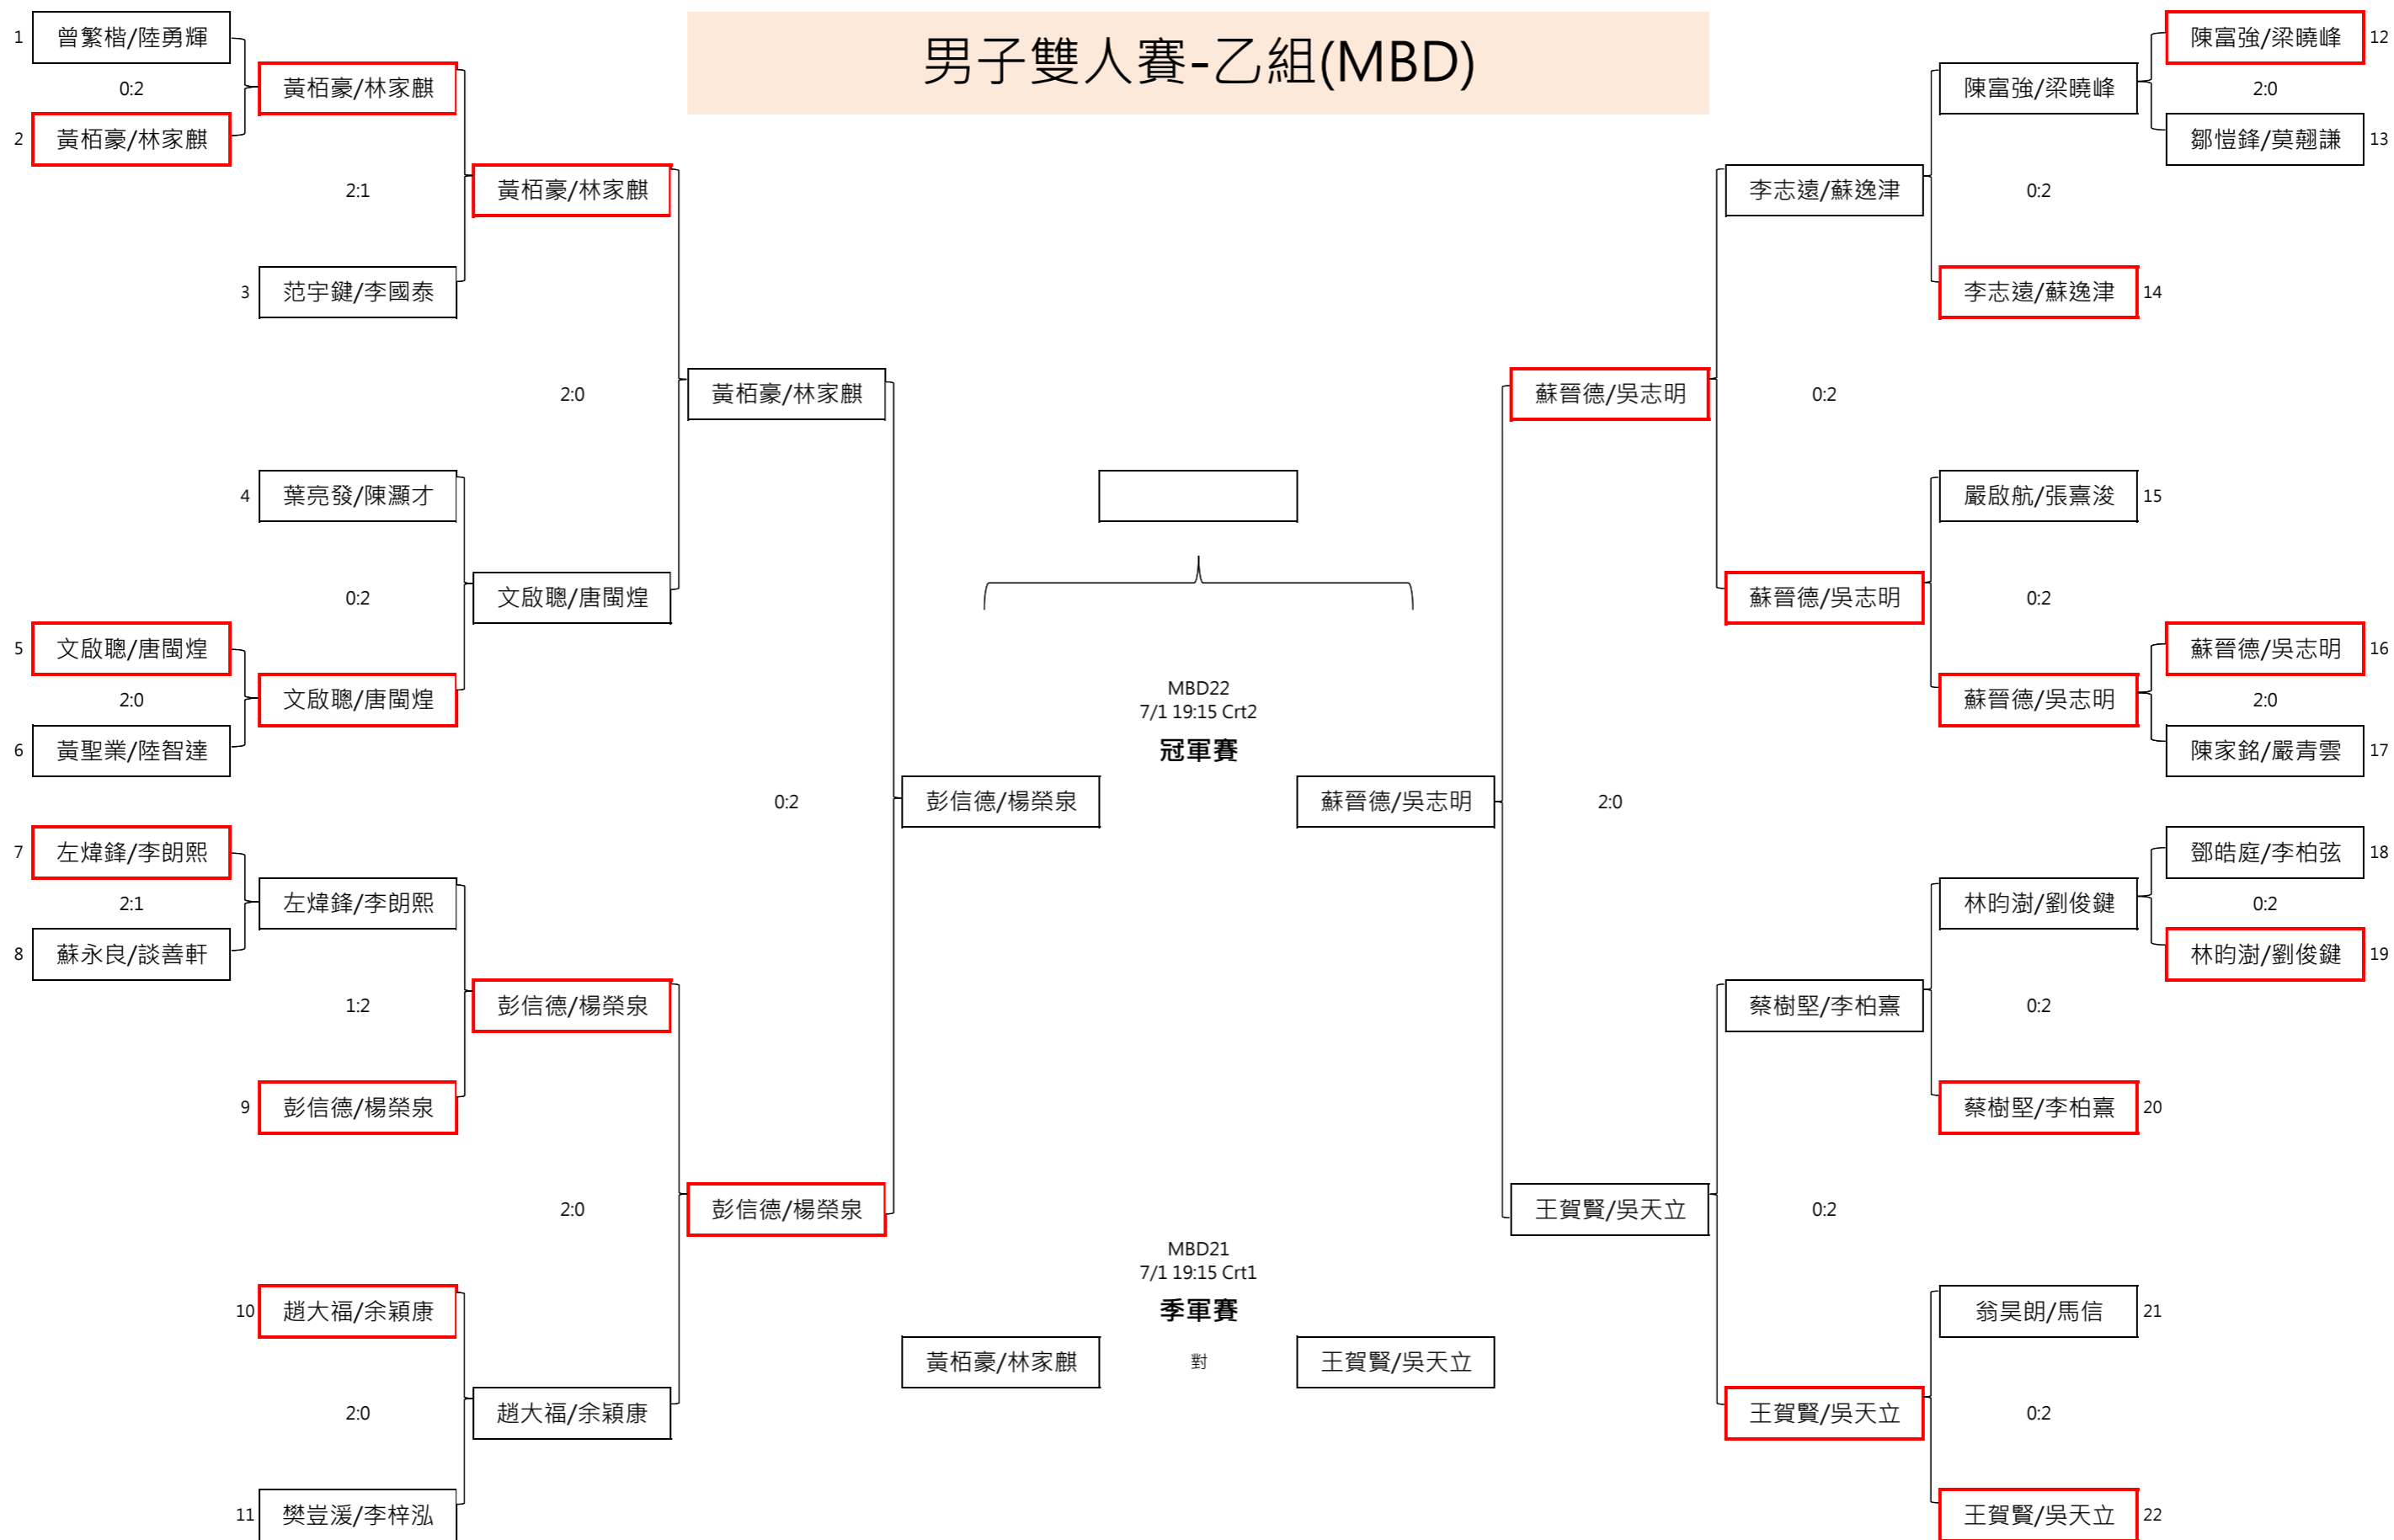 男子雙人賽-乙組(MBD)
1 曾繁楷/陸勇輝
0:2
2 黃栢豪/林家麒
黃栢豪/林家麒
2:1
3 范宇鍵/李國泰
黃栢豪/林家麒
2:0
4 葉亮發/陳灝才
0:2
5 文啟聰/唐閩煌
2:0
6 黃聖業/陸智達
文啟聰/唐閩煌
文啟聰/唐閩煌
黃栢豪/林家麒
0:2
7 左煒鋒/李朗熙
2:1
8 蘇永良/談善軒
左煒鋒/李朗熙
1:2
9 彭信德/楊榮泉
彭信德/楊榮泉
2:0
10 趙大福/余穎康
2:0
11 樊豈湲/李梓泓
趙大福/余穎康
彭信德/楊榮泉
彭信德/楊榮泉
MBD22
7/1 19:15 Crt2
冠軍賽
蘇晉德/吳志明
MBD21
7/1 19:15 Crt1
季軍賽
黃栢豪/林家麒
對
王賀賢/吳天立
陳富強/梁曉峰 12
2:0
鄒愷鋒/莫翹謙 13
陳富強/梁曉峰
0:2
李志遠/蘇逸津 14
李志遠/蘇逸津
0:2
嚴啟航/張熹浚 15
0:2
蘇晉德/吳志明 16
2:0
陳家銘/嚴青雲 17
蘇晉德/吳志明
蘇晉德/吳志明
蘇晉德/吳志明
2:0
鄧皓庭/李柏弦 18
0:2
林昀澍/劉俊鍵 19
林昀澍/劉俊鍵
0:2
蔡樹堅/李柏熹 20
蔡樹堅/李柏熹
0:2
翁昊朗/馬信 21
0:2
王賀賢/吳天立 22
王賀賢/吳天立
王賀賢/吳天立